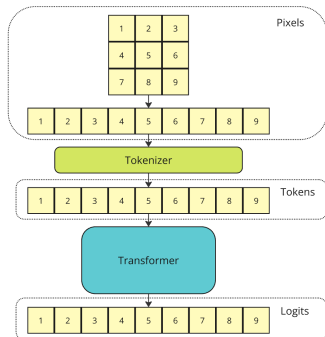 Pixels
1 2 3
4 5 6
7 8 9
1 2 3 4 5 6 7 8 9
Tokenizer
Tokens
1 2 3 4 5 6 7 8 9
Transformer
Logits
1 2 3 4 5 6 7 8 9